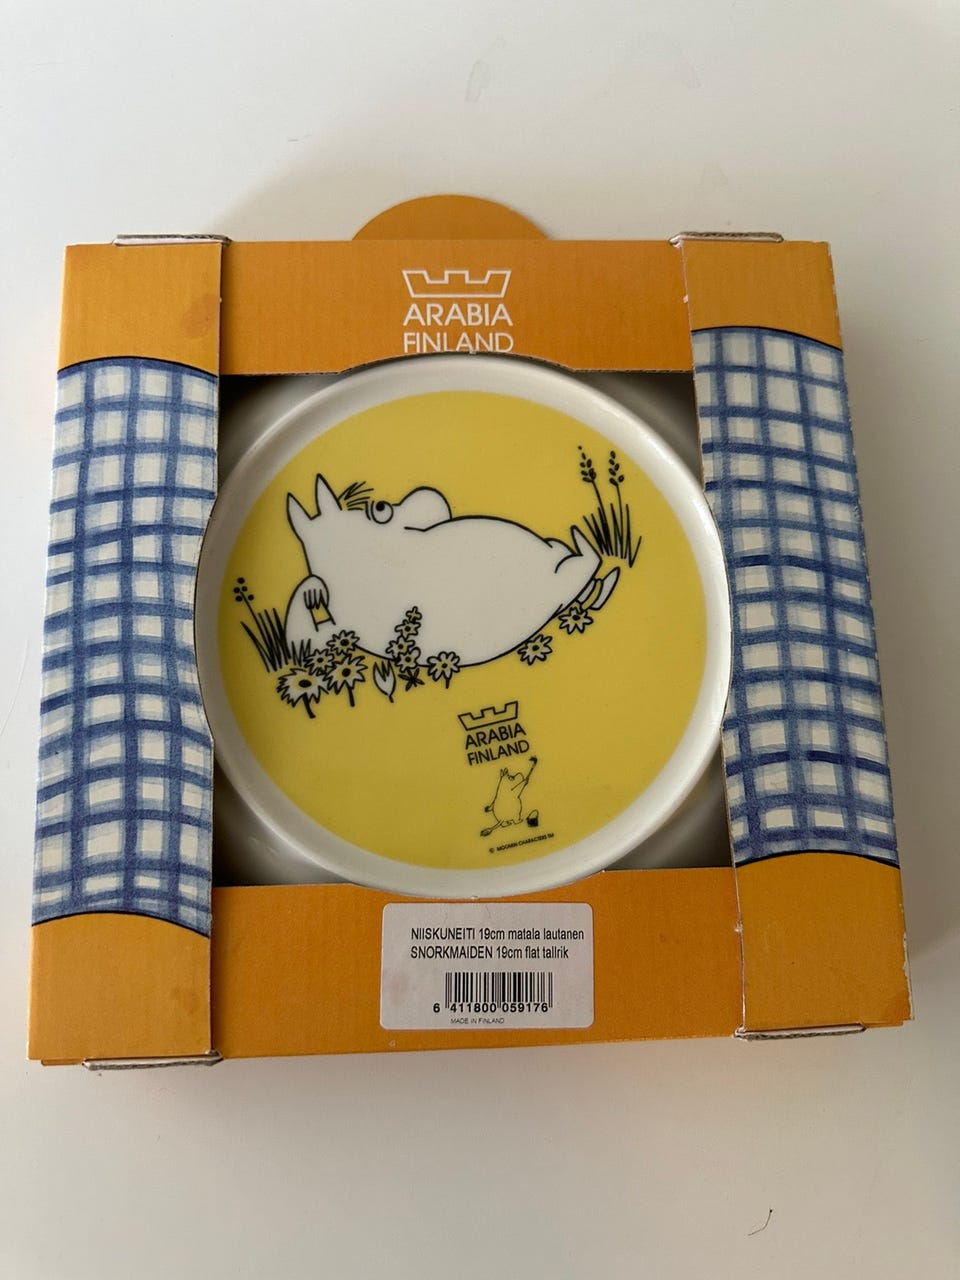 ARABIA
FINLAND
ARABIA
FINLAND
© MOOMIN CHARACTERS TM
NIISKUNEITI 19cm matala lautanen
SNORKMAIDEN 19cm flat tallrik
6 411800 059176
MADE IN FINLAND